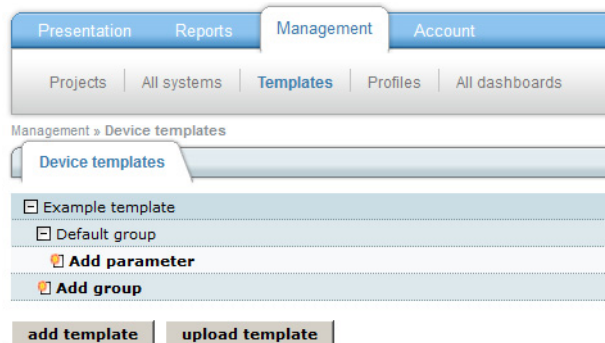 Presentation Reports Management Account
Projects All systems Templates Profiles All dashboards
Management » Device templates
Device templates
Example template
Default group
Add parameter
Add group
add template upload template